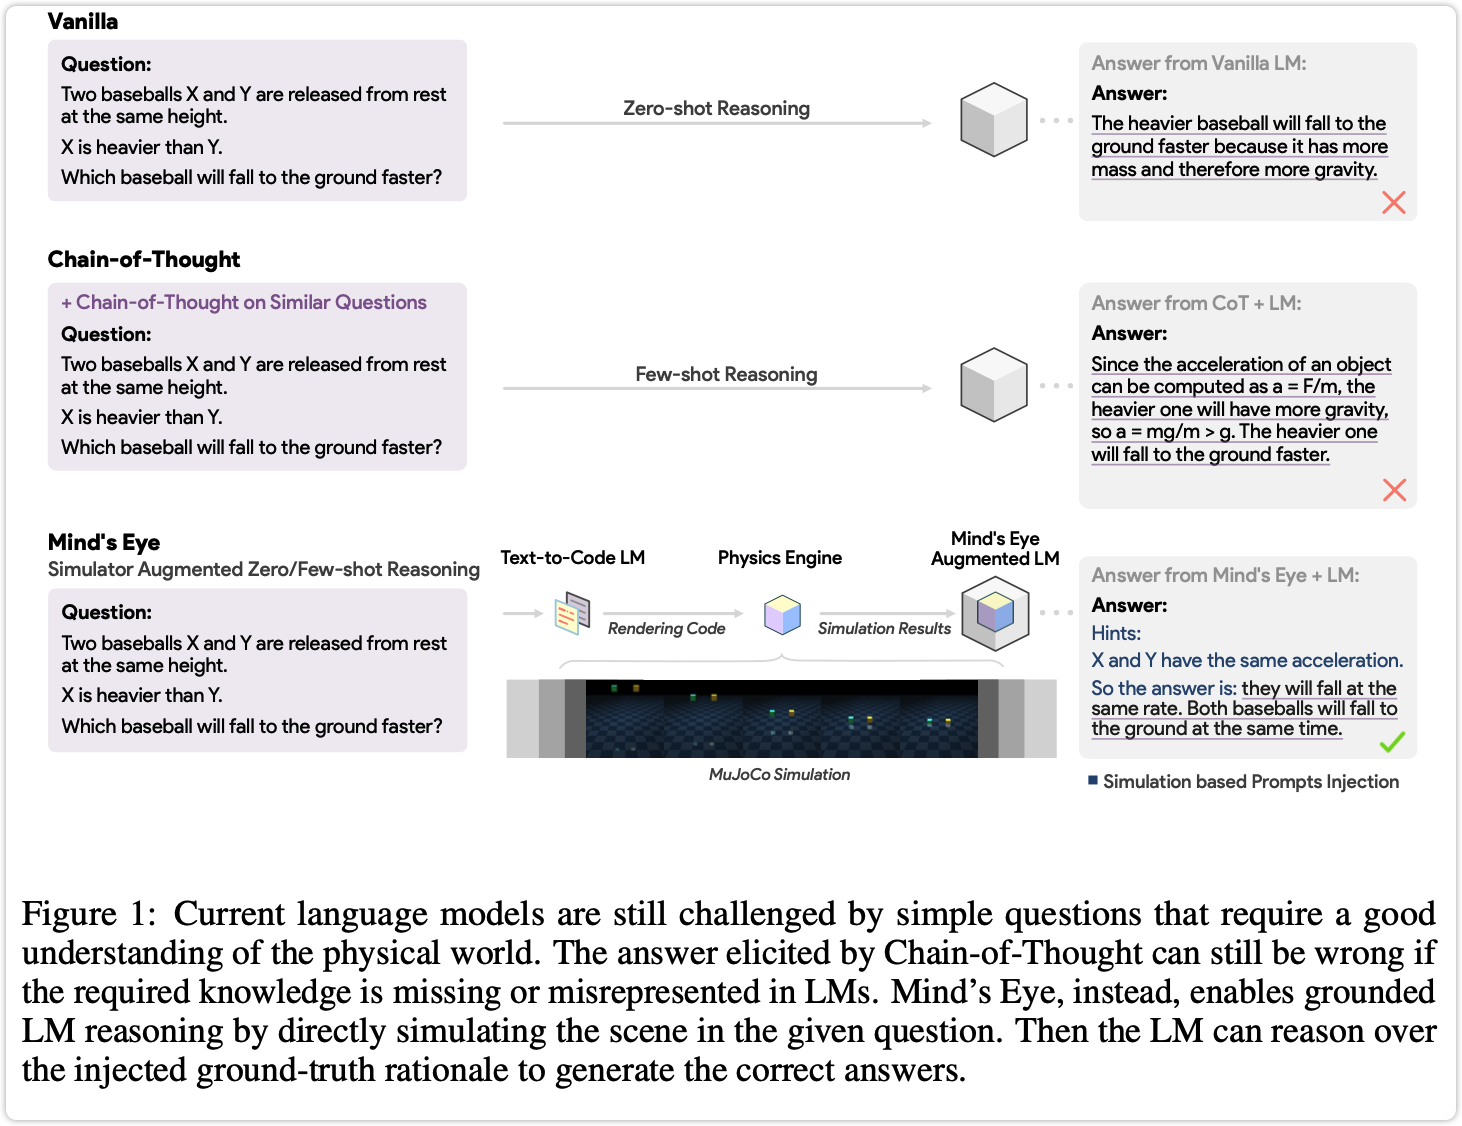 Vanilla
Question:
Two baseballs X and Y are released from rest
at the same height.
X is heavier than Y.
Which baseball will fall to the ground faster?
Zero-shot Reasoning
Answer from Vanilla LM:
Answer:
The heavier baseball will fall to the
ground faster because it has more
mass and therefore more gravity.
Chain-of-Thought
+ Chain-of-Thought on Similar Questions
Question:
Two baseballs X and Y are released from rest
at the same height.
X is heavier than Y.
Which baseball will fall to the ground faster?
Few-shot Reasoning
Answer from CoT + LM:
Answer:
Since the acceleration of an object
can be computed as a = F/m, the
heavier one will have more gravity,
so a = mg/m > g. The heavier one
will fall to the ground faster.
Mind's Eye
Simulator Augmented Zero/Few-shot Reasoning
Question:
Two baseballs X and Y are released from rest
at the same height.
X is heavier than Y.
Which baseball will fall to the ground faster?
Text-to-Code LM
Rendering Code
Physics Engine
Simulation Results
Mind's Eye
Augmented LM
MuJoCo Simulation
Answer from Mind's Eye + LM:
Answer:
Hints:
X and Y have the same acceleration.
So the answer is: they will fall at the
same rate. Both baseballs will fall to
the ground at the same time.
Simulation based Prompts Injection
Figure 1: Current language models are still challenged by simple questions that require a good
understanding of the physical world. The answer elicited by Chain-of-Thought can still be wrong if
the required knowledge is missing or misrepresented in LMs. Mind’s Eye, instead, enables grounded
LM reasoning by directly simulating the scene in the given question. Then the LM can reason over
the injected ground-truth rationale to generate the correct answers.